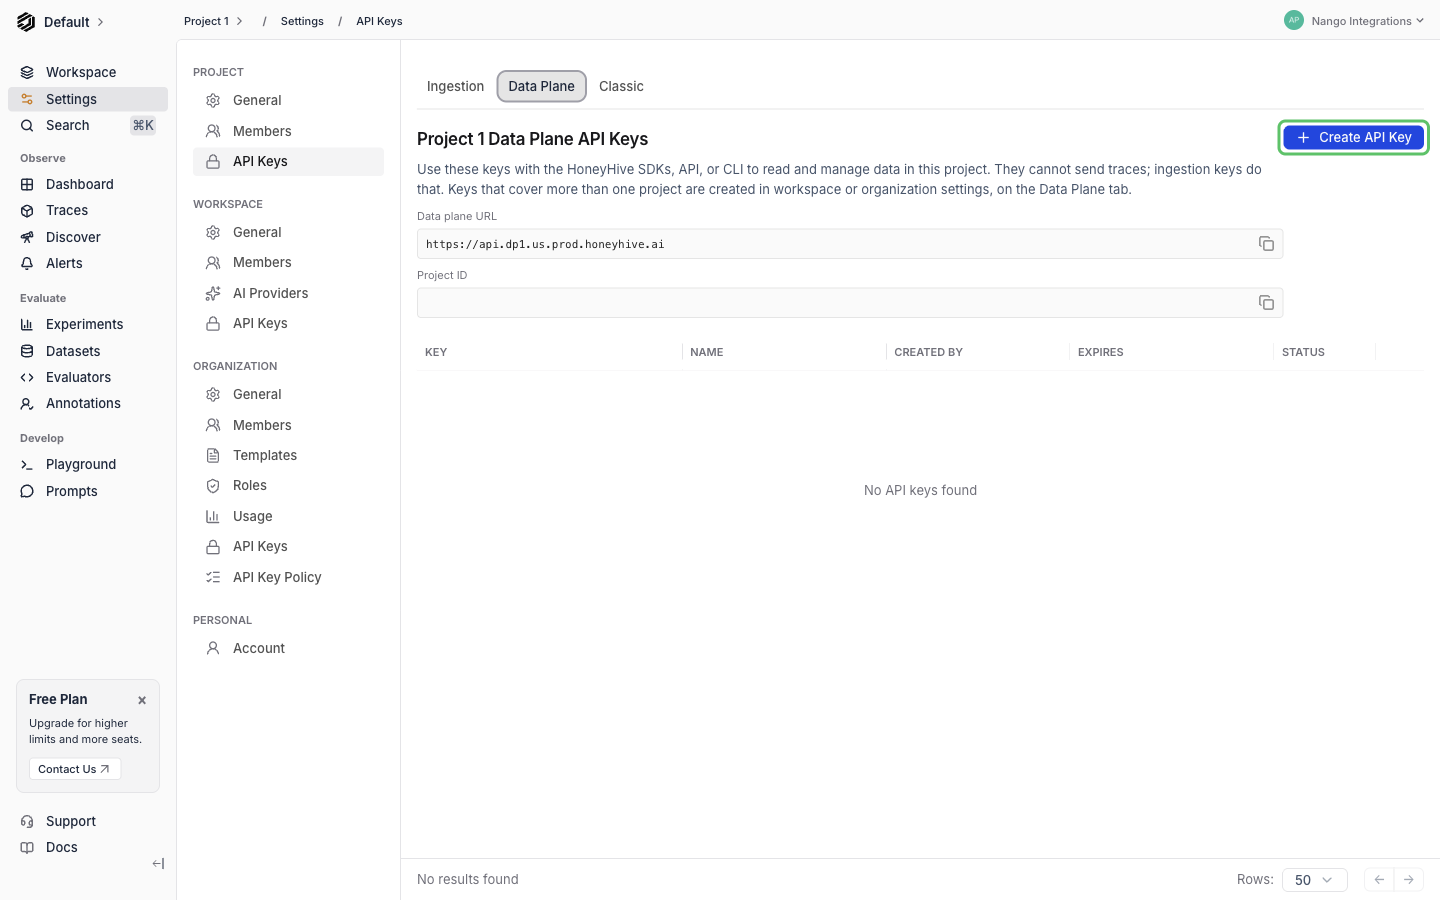 Default
Project 1 / Settings / API Keys
AP Nango Integrations
Workspace
Settings
Search ⌘K
Observe
Dashboard
Traces
Discover
Alerts
Evaluate
Experiments
Datasets
Evaluators
Annotations
Develop
Playground
Prompts
Free Plan
Upgrade for higher
limits and more seats.
Contact Us
Support
Docs
PROJECT
General
Members
API Keys
WORKSPACE
General
Members
AI Providers
API Keys
ORGANIZATION
General
Members
Templates
Roles
Usage
API Keys
API Key Policy
PERSONAL
Account
Ingestion Data Plane Classic
Project 1 Data Plane API Keys
Create API Key
Use these keys with the HoneyHive SDKs, API, or CLI to read and manage data in this project. They cannot send traces; ingestion keys do
that. Keys that cover more than one project are created in workspace or organization settings, on the Data Plane tab.
Data plane URL
https://api.dp1.us.prod.honeyhive.ai
Project ID
KEY NAME CREATED BY EXPIRES STATUS
No API keys found
No results found
Rows: 50